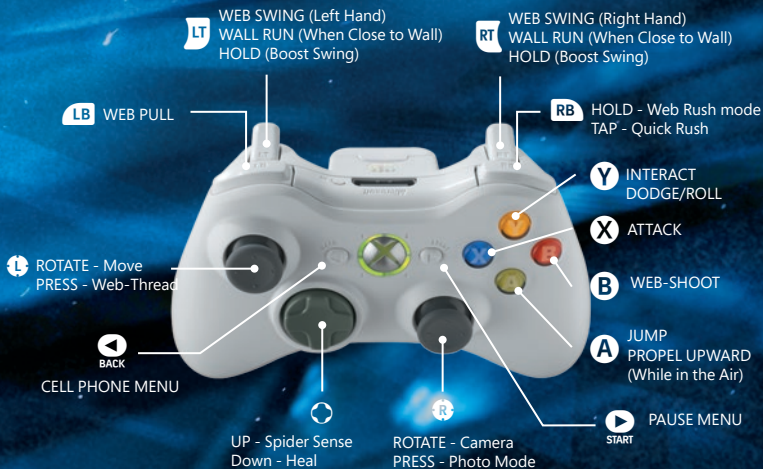 LT
WEB SWING (Left Hand)
WALL RUN (When Close to Wall)
HOLD (Boost Swing)
RT
WEB SWING (Right Hand)
WALL RUN (When Close to Wall)
HOLD (Boost Swing)
LB WEB PULL
RB HOLD - Web Rush mode
TAP - Quick Rush
Y INTERACT
DODGE/ROLL
X ATTACK
L ROTATE - Move
PRESS - Web-Thread
B WEB-SHOOT
BACK
CELL PHONE MENU
A JUMP
PROPEL UPWARD
(While in the Air)
UP - Spider Sense
Down - Heal
R
ROTATE - Camera
PRESS - Photo Mode
START
PAUSE MENU
Y
X
B
A